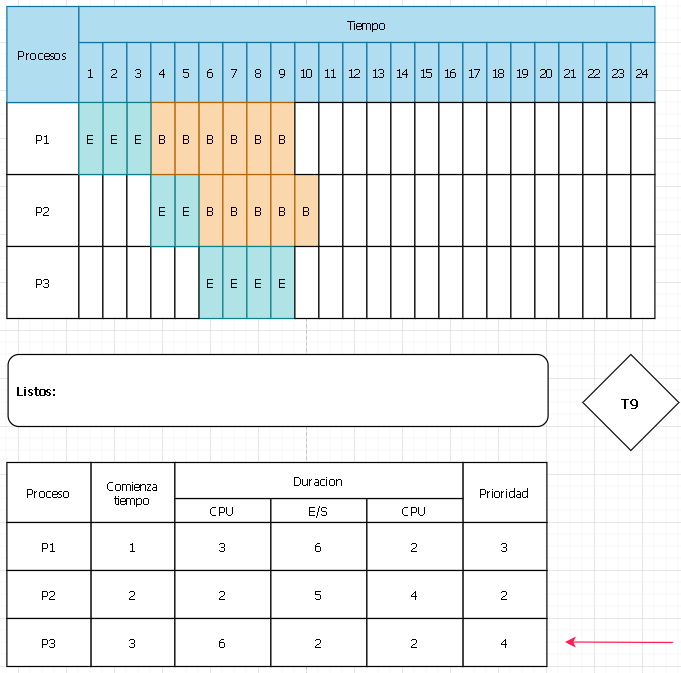 Procesos
Tiempo
1 2 3 4 5 6 7 8 9 10 11 12 13 14 15 16 17 18 19 20 21 22 23 24
P1 E E E B B B B B B
P2 E E B B B B B
P3 E E E E
Listos:
T9
Proceso
Comienza
tiempo
Duracion
Prioridad
CPU E/S CPU
P1 1 3 6 2 3
P2 2 2 5 4 2
P3 3 6 2 2 4